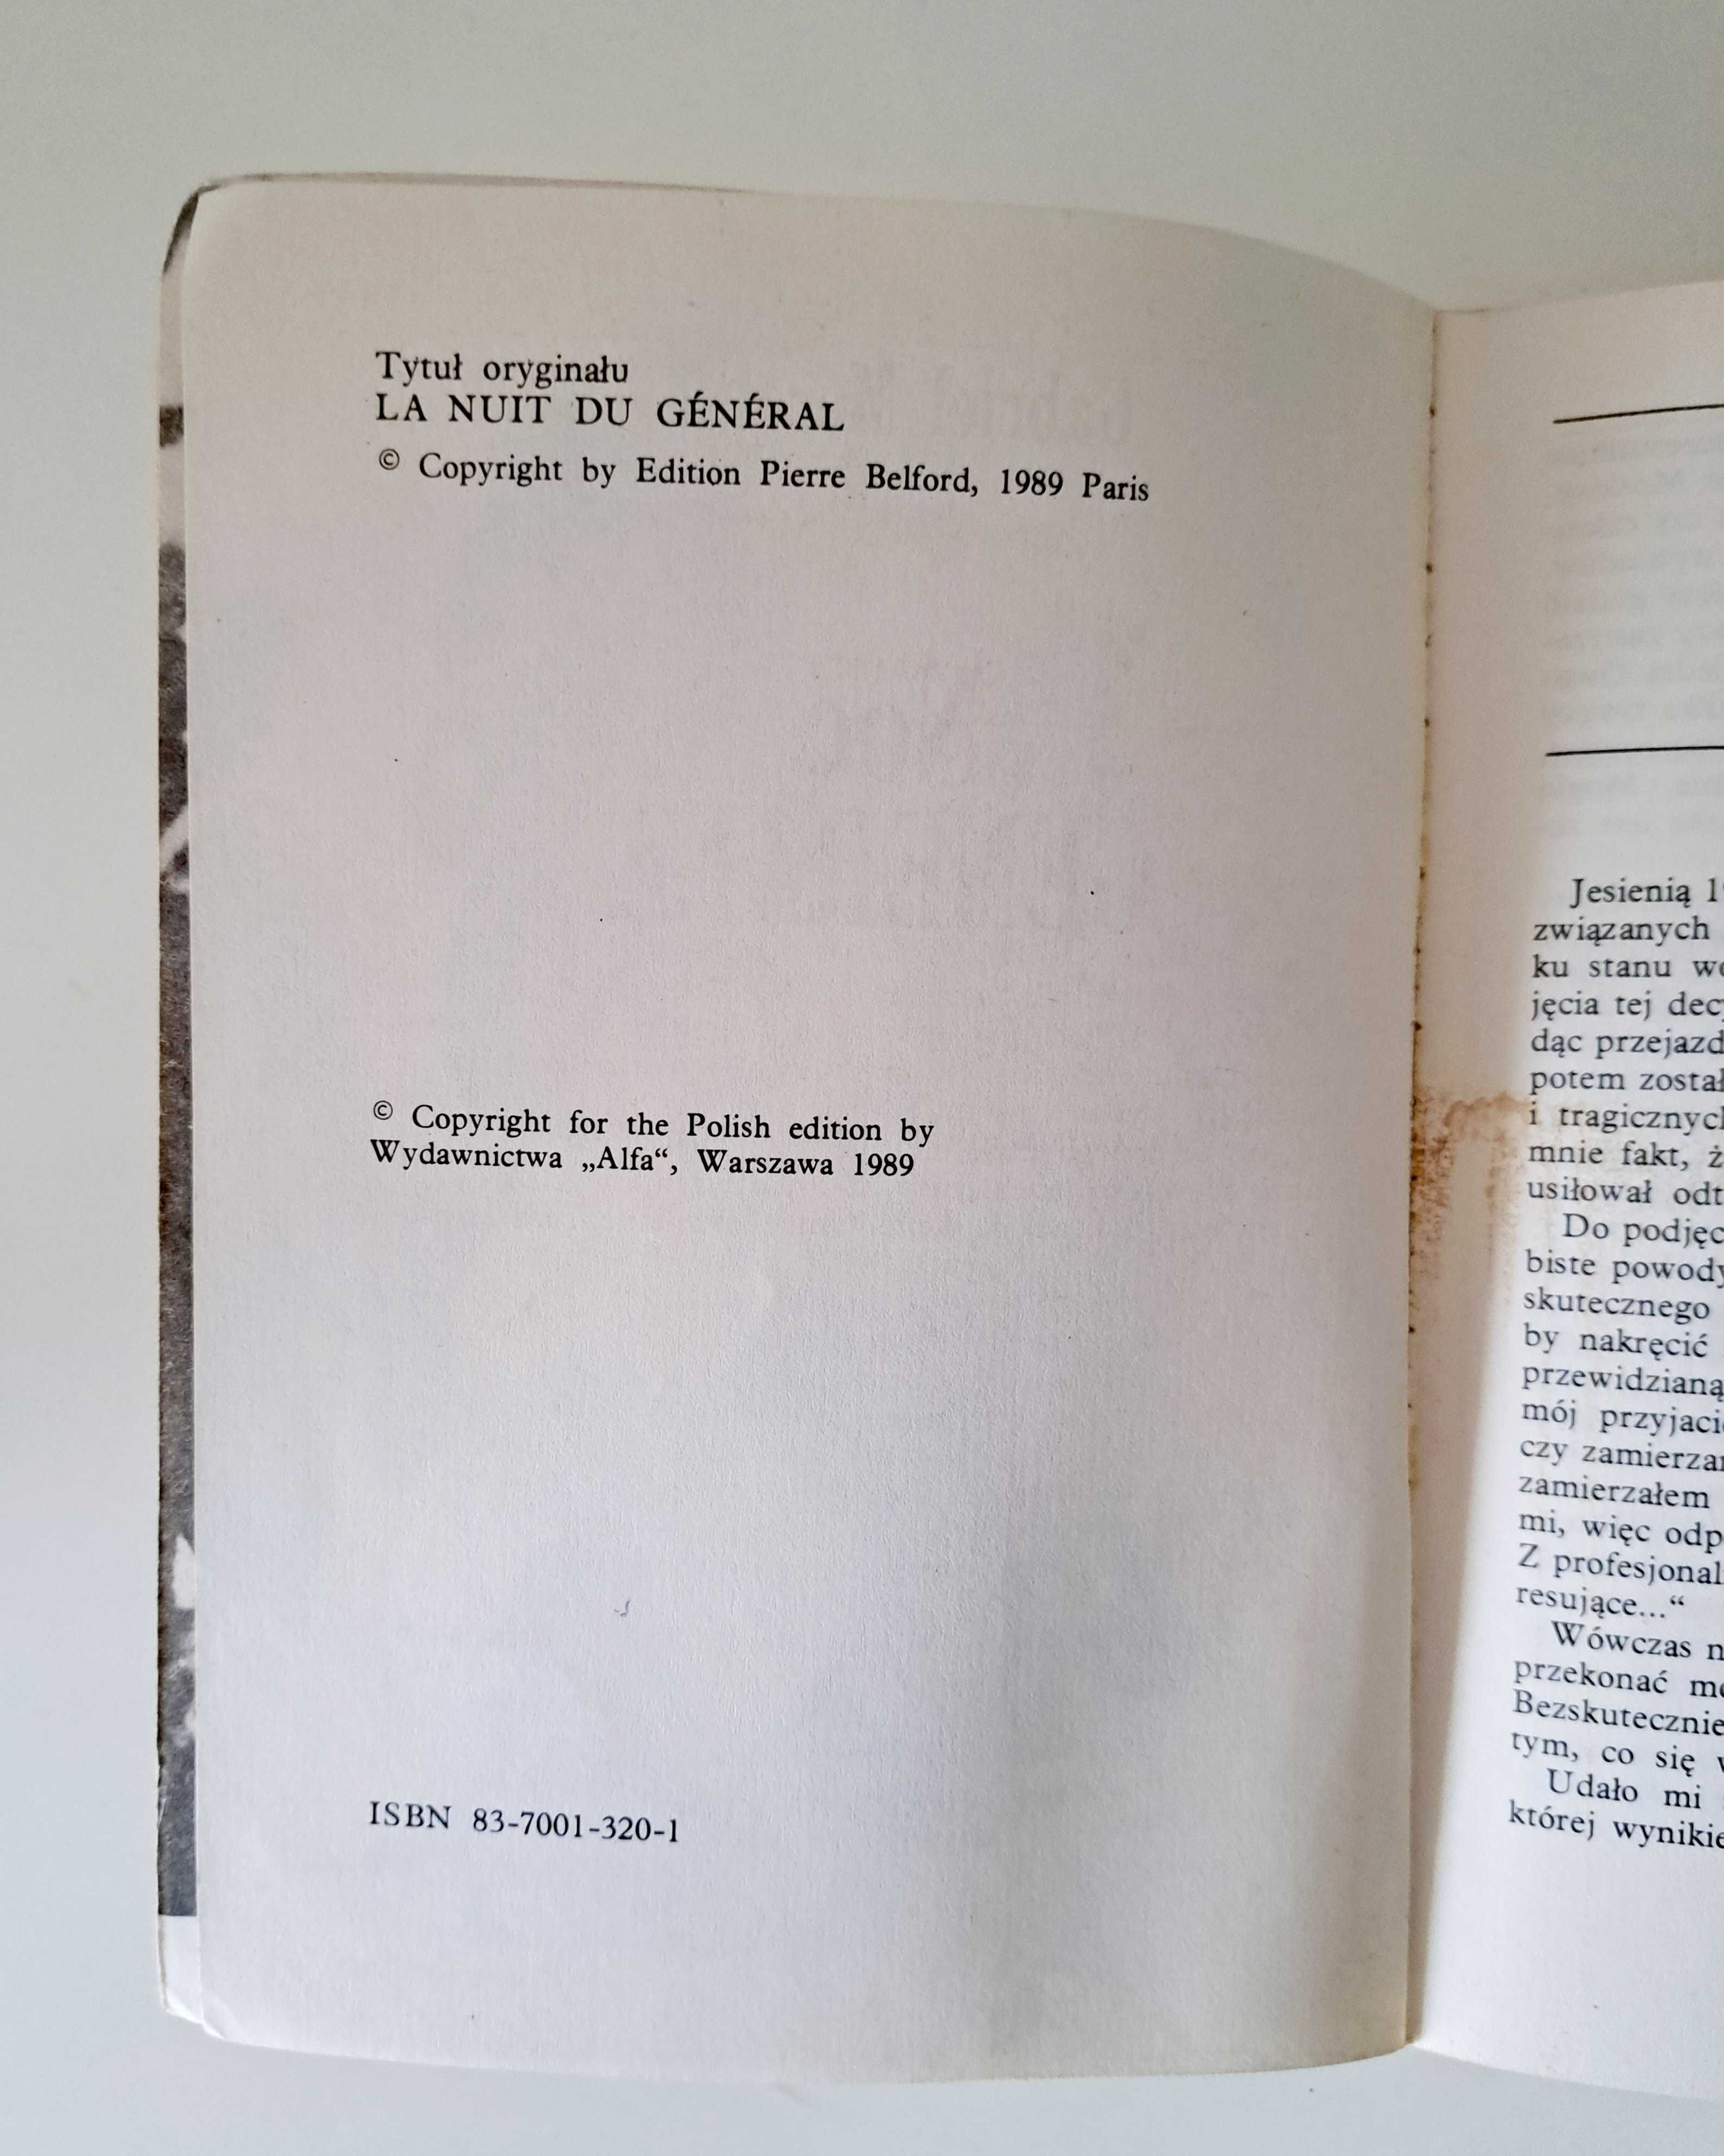 Tytuł oryginału
LA NUIT DU GÉNÉRAL
© Copyright by Edition Pierre Belford, 1989 Paris
© Copyright for the Polish edition by
Wydawnictwa „Alfa“, Warszawa 1989
ISBN 83-7001-320-1
Jesienią
związanych
ku stanu
jęcia tej
dąc
potem
i
mnie fakt,
usiłował
Do
biste
skutecznego
by nakręcić
przewidzianą
mój
czy
zamierzałem
mi, więc
Z
resujące...“
Wówczas
przekonać
Bezskutecznie
tym, co się
Udało mi
której